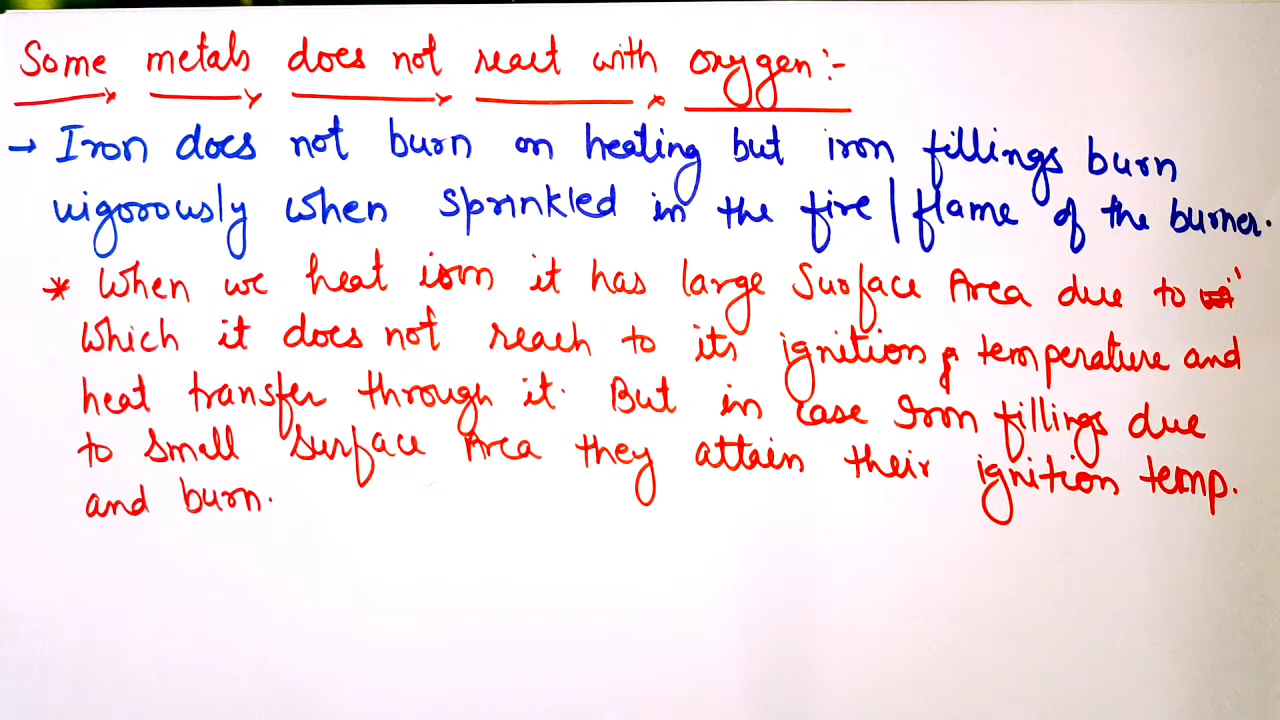 Some metals does not react with oxygen:-
→ Iron does not burn on heating but iron fillings burn
vigorously when sprinkled in the fire/flame of the burner.
* When we heat iron it has large Surface Area due to
which it does not reach to its ignition temperature and
heat transfer through it. But in case Iron fillings due
to small surface Area they attain their ignition temp.
and burn.